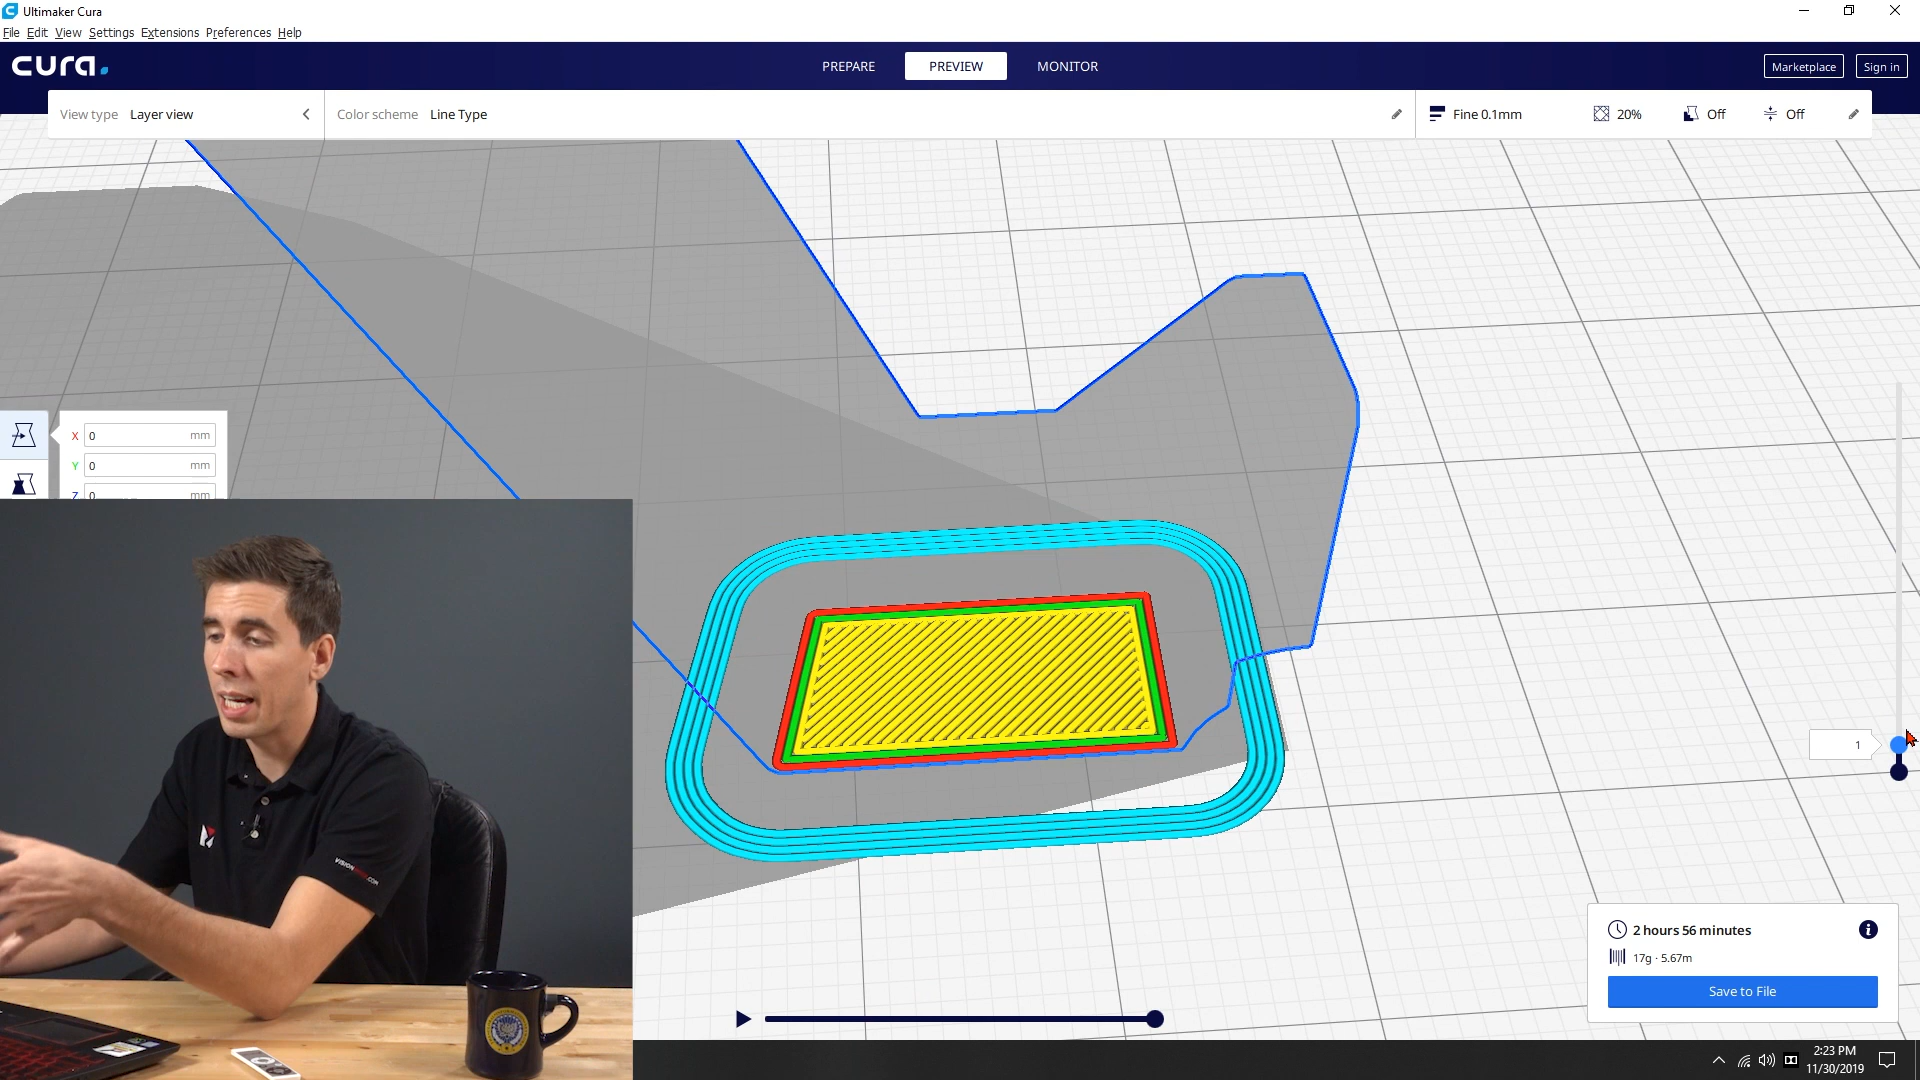 Ultimaker Cura
File Edit View Settings Extensions Preferences Help
cura.
PREPARE PREVIEW MONITOR
Marketplace Sign in
View type Layer view
Color scheme Line Type
Fine 0.1mm 20% Off Off
X 0 mm
Y 0 mm
Z 0 mm
1
2 hours 56 minutes
17g · 5.67m
Save to File
2:23 PM
11/30/2019